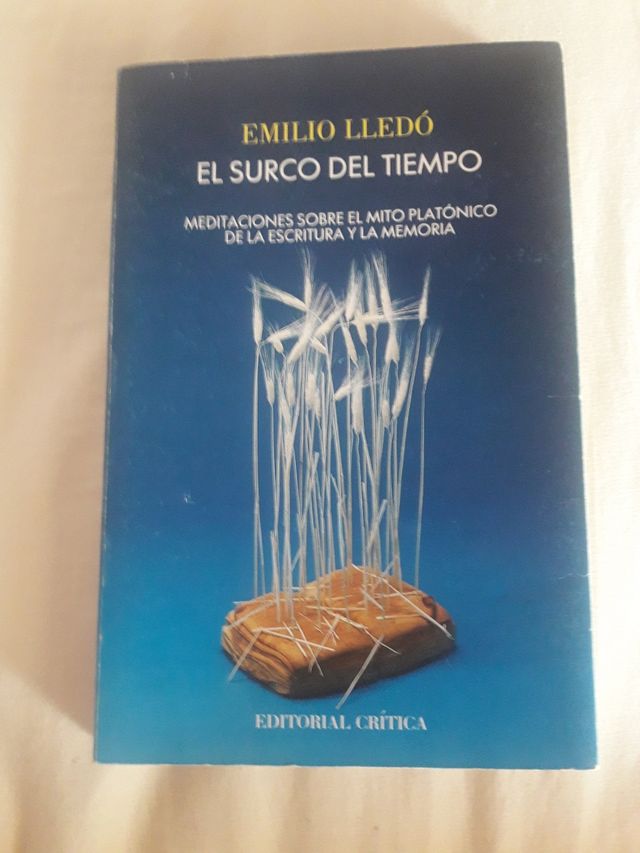 EMILIO LLEDÓ
EL SURCO DEL TIEMPO
MEDITACIONES SOBRE EL MITO PLATÓNICO
DE LA ESCRITURA Y LA MEMORIA
EDITORIAL CRÍTICA